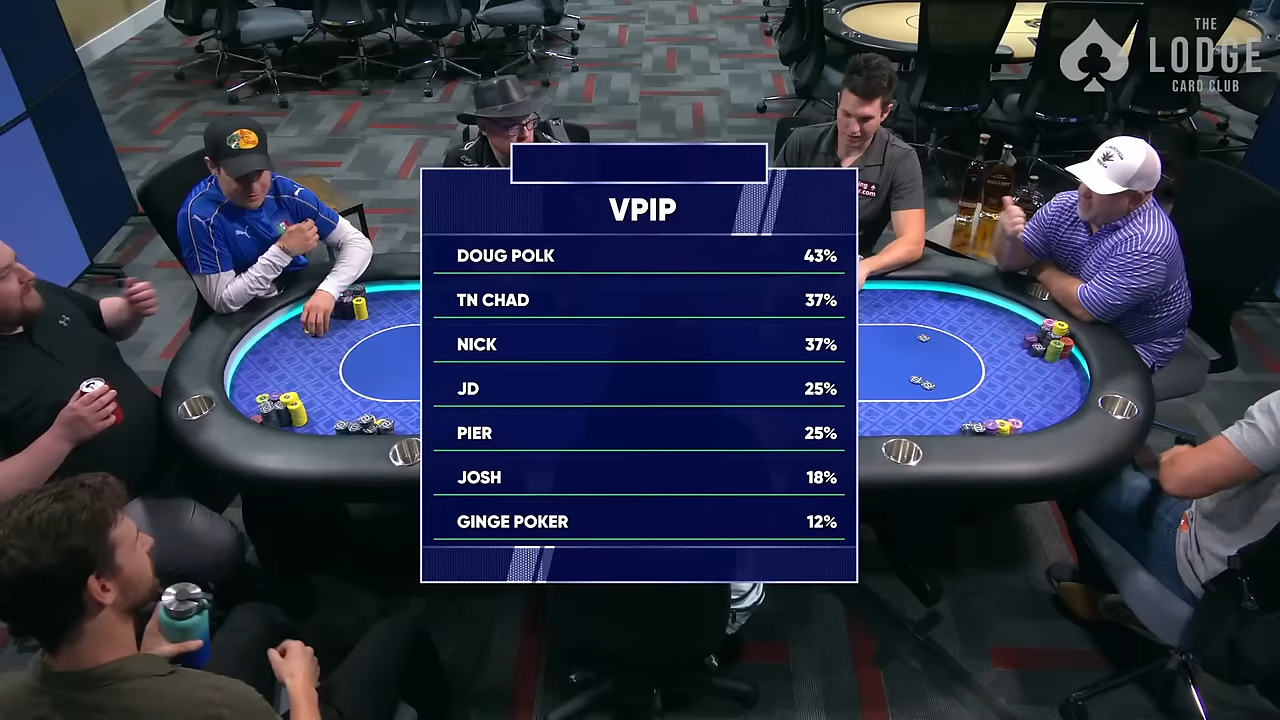 THE
LODGE
CARD CLUB
VPIP
DOUG POLK 43%
TN CHAD 37%
NICK 37%
JD 25%
PIER 25%
JOSH 18%
GINGE POKER 12%